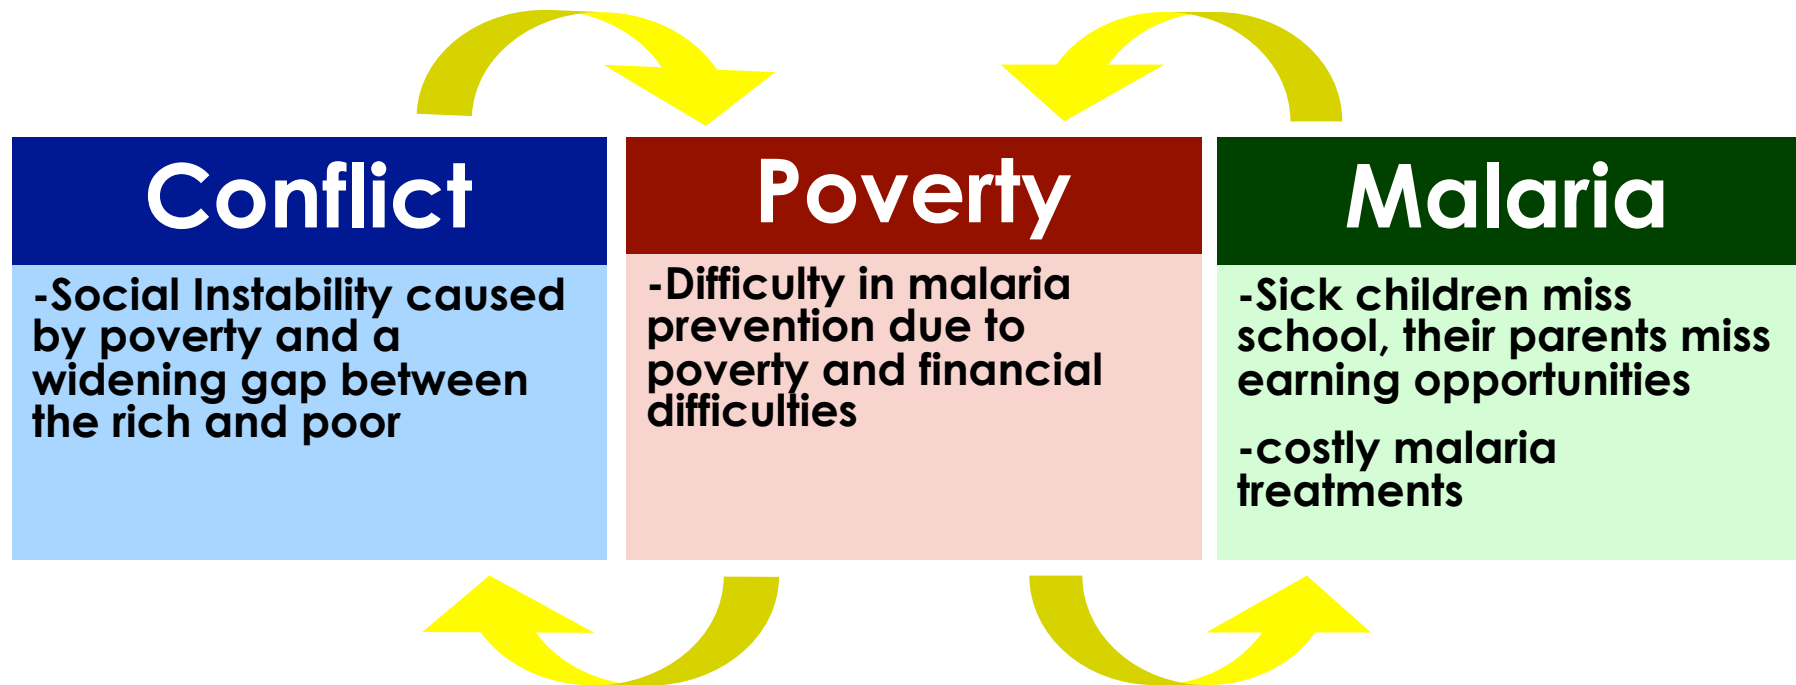 Conflict
-Social Instability caused
by poverty and a
widening gap between
the rich and poor
Poverty
-Difficulty in malaria
prevention due to
poverty and financial
difficulties
Malaria
-Sick children miss
school, their parents miss
earning opportunities
-costly malaria
treatments